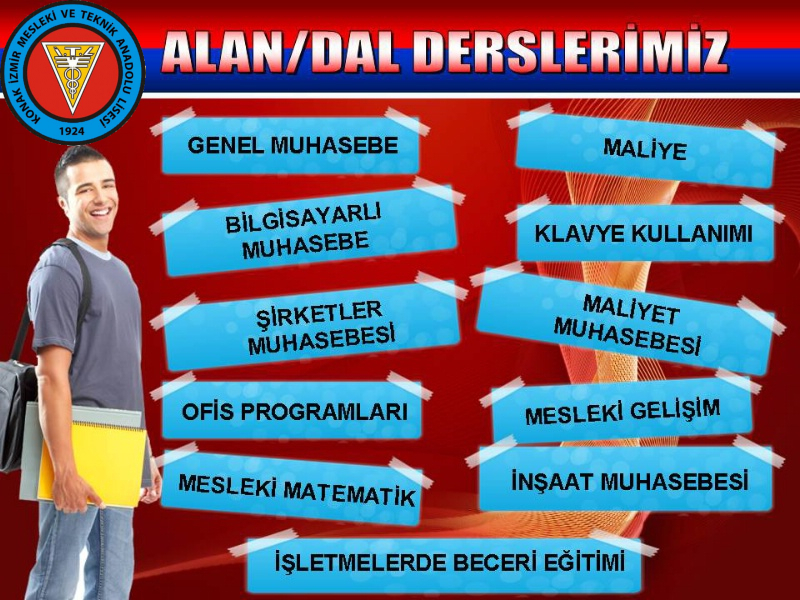 KONAK İZMİR MESLEKİ VE TEKNİK ANADOLU LİSESİ
İTL
1924
ALAN/DAL DERSLERİMİZ
GENEL MUHASEBE
MALİYE
BİLGİSAYARLI
MUHASEBE
KLAVYE KULLANIMI
ŞİRKETLER
MUHASEBESİ
MALİYET
MUHASEBESİ
OFİS PROGRAMLARI
MESLEKİ GELİŞİM
MESLEKİ MATEMATİK
İNŞAAT MUHASEBESİ
İŞLETMELERDE BECERİ EĞİTİMİ